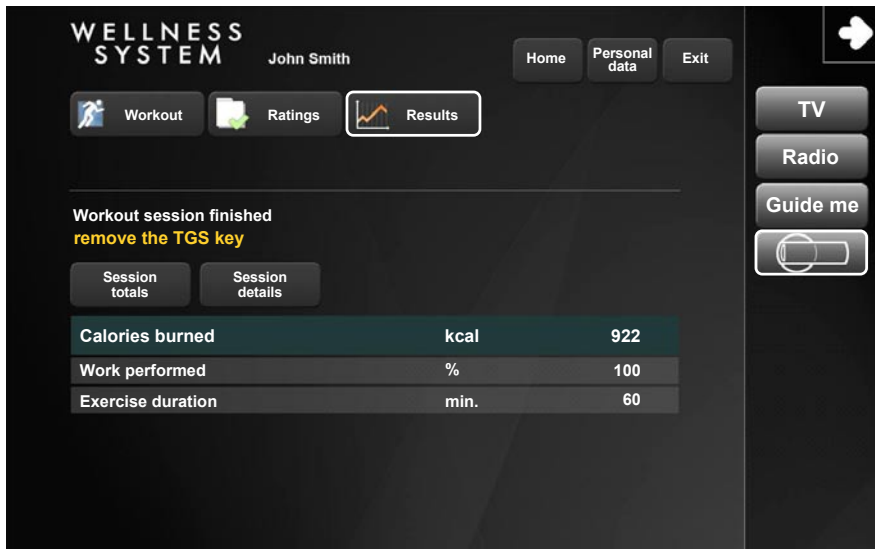 WELLNESS
SYSTEM
John Smith
Home
Personal
data
Exit
Workout
Ratings
Results
Workout session finished
remove the TGS key
Session
totals
Session
details
Calories burned kcal 922
Work performed % 100
Exercise duration min. 60
TV
Radio
Guide me